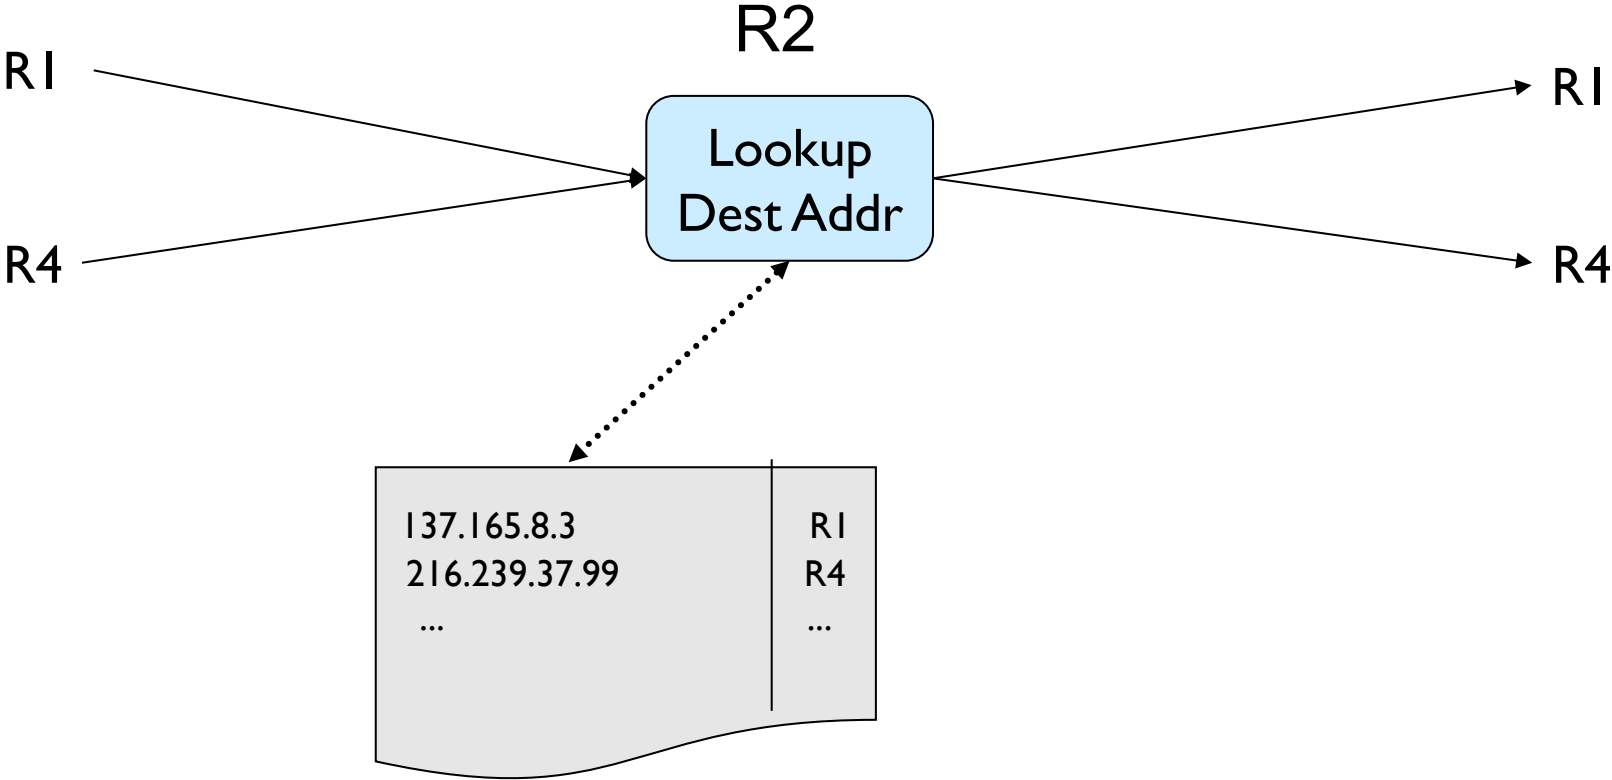 R2
R1
R1
Lookup
Dest Addr
R4
R4
137.165.8.3 R1
216.239.37.99 R4
... ...